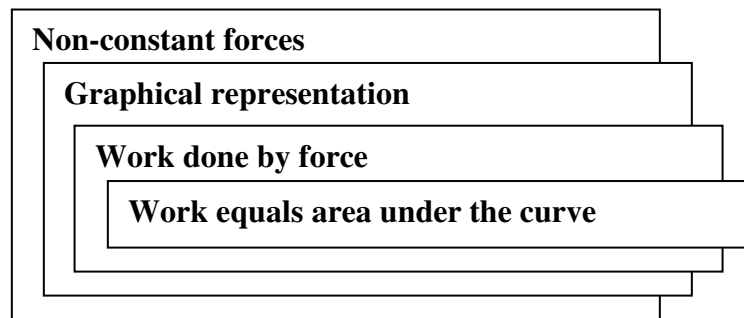 Non-constant forces
Graphical representation
Work done by force
Work equals area under the curve